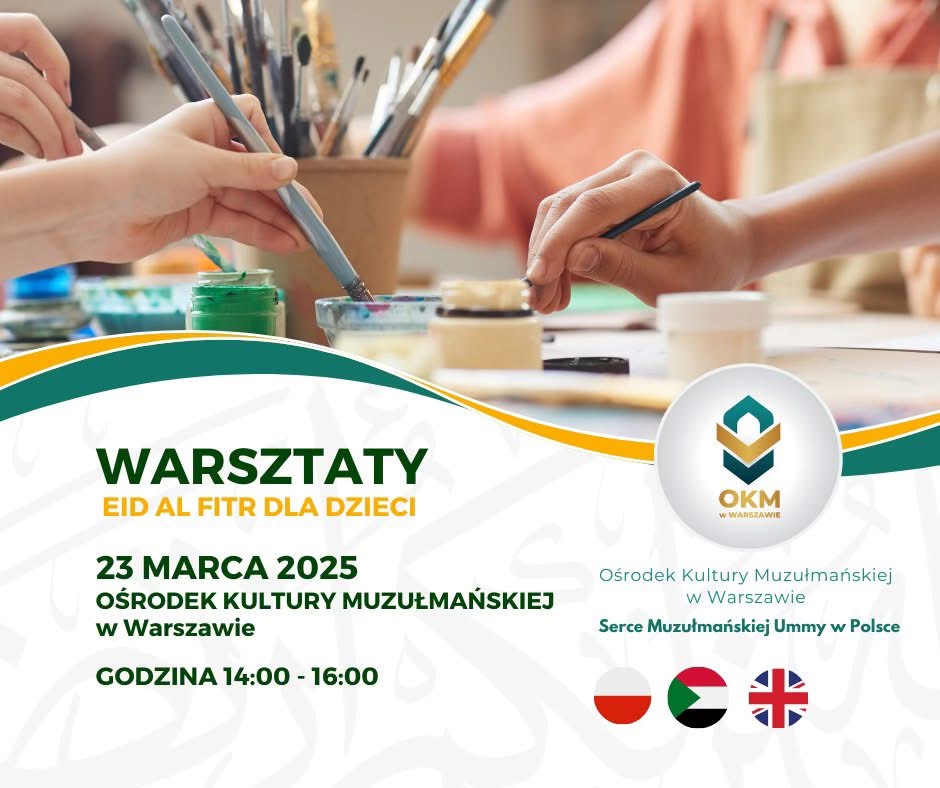 WARSZTATY
EID AL FITR DLA DZIECI
23 MARCA 2025
OŚRODEK KULTURY MUZUŁMAŃSKIEJ
w Warszawie
GODZINA 14:00 - 16:00
OKM
w WARSZAWIE
Ośrodek Kultury Muzułmańskiej
w Warszawie
Serce Muzułmańskiej Ummy w Polsce